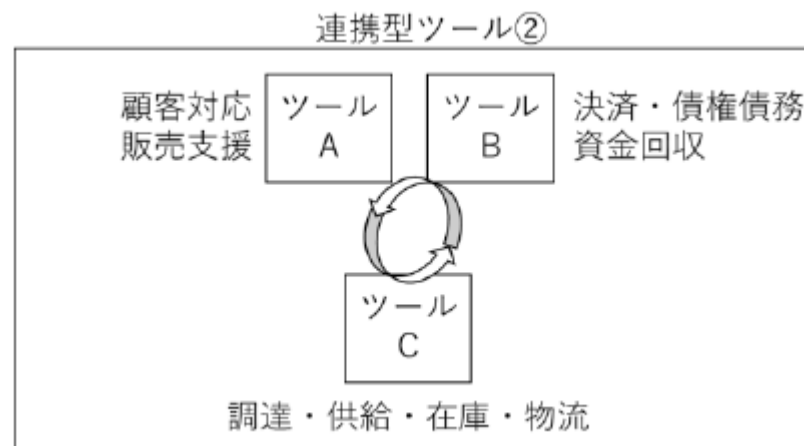 連携型ツール②
顧客対応
販売支援
ツール
A
ツール
B
決済・債権債務
資金回収
ツール
C
調達・供給・在庫・物流